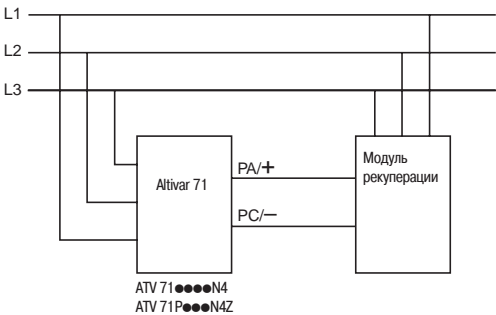 L1
L2
L3
Altivar 71
PA/+
PC/−
Модуль
рекуперации
ATV 71●●●●N4
ATV 71P●●●N4Z